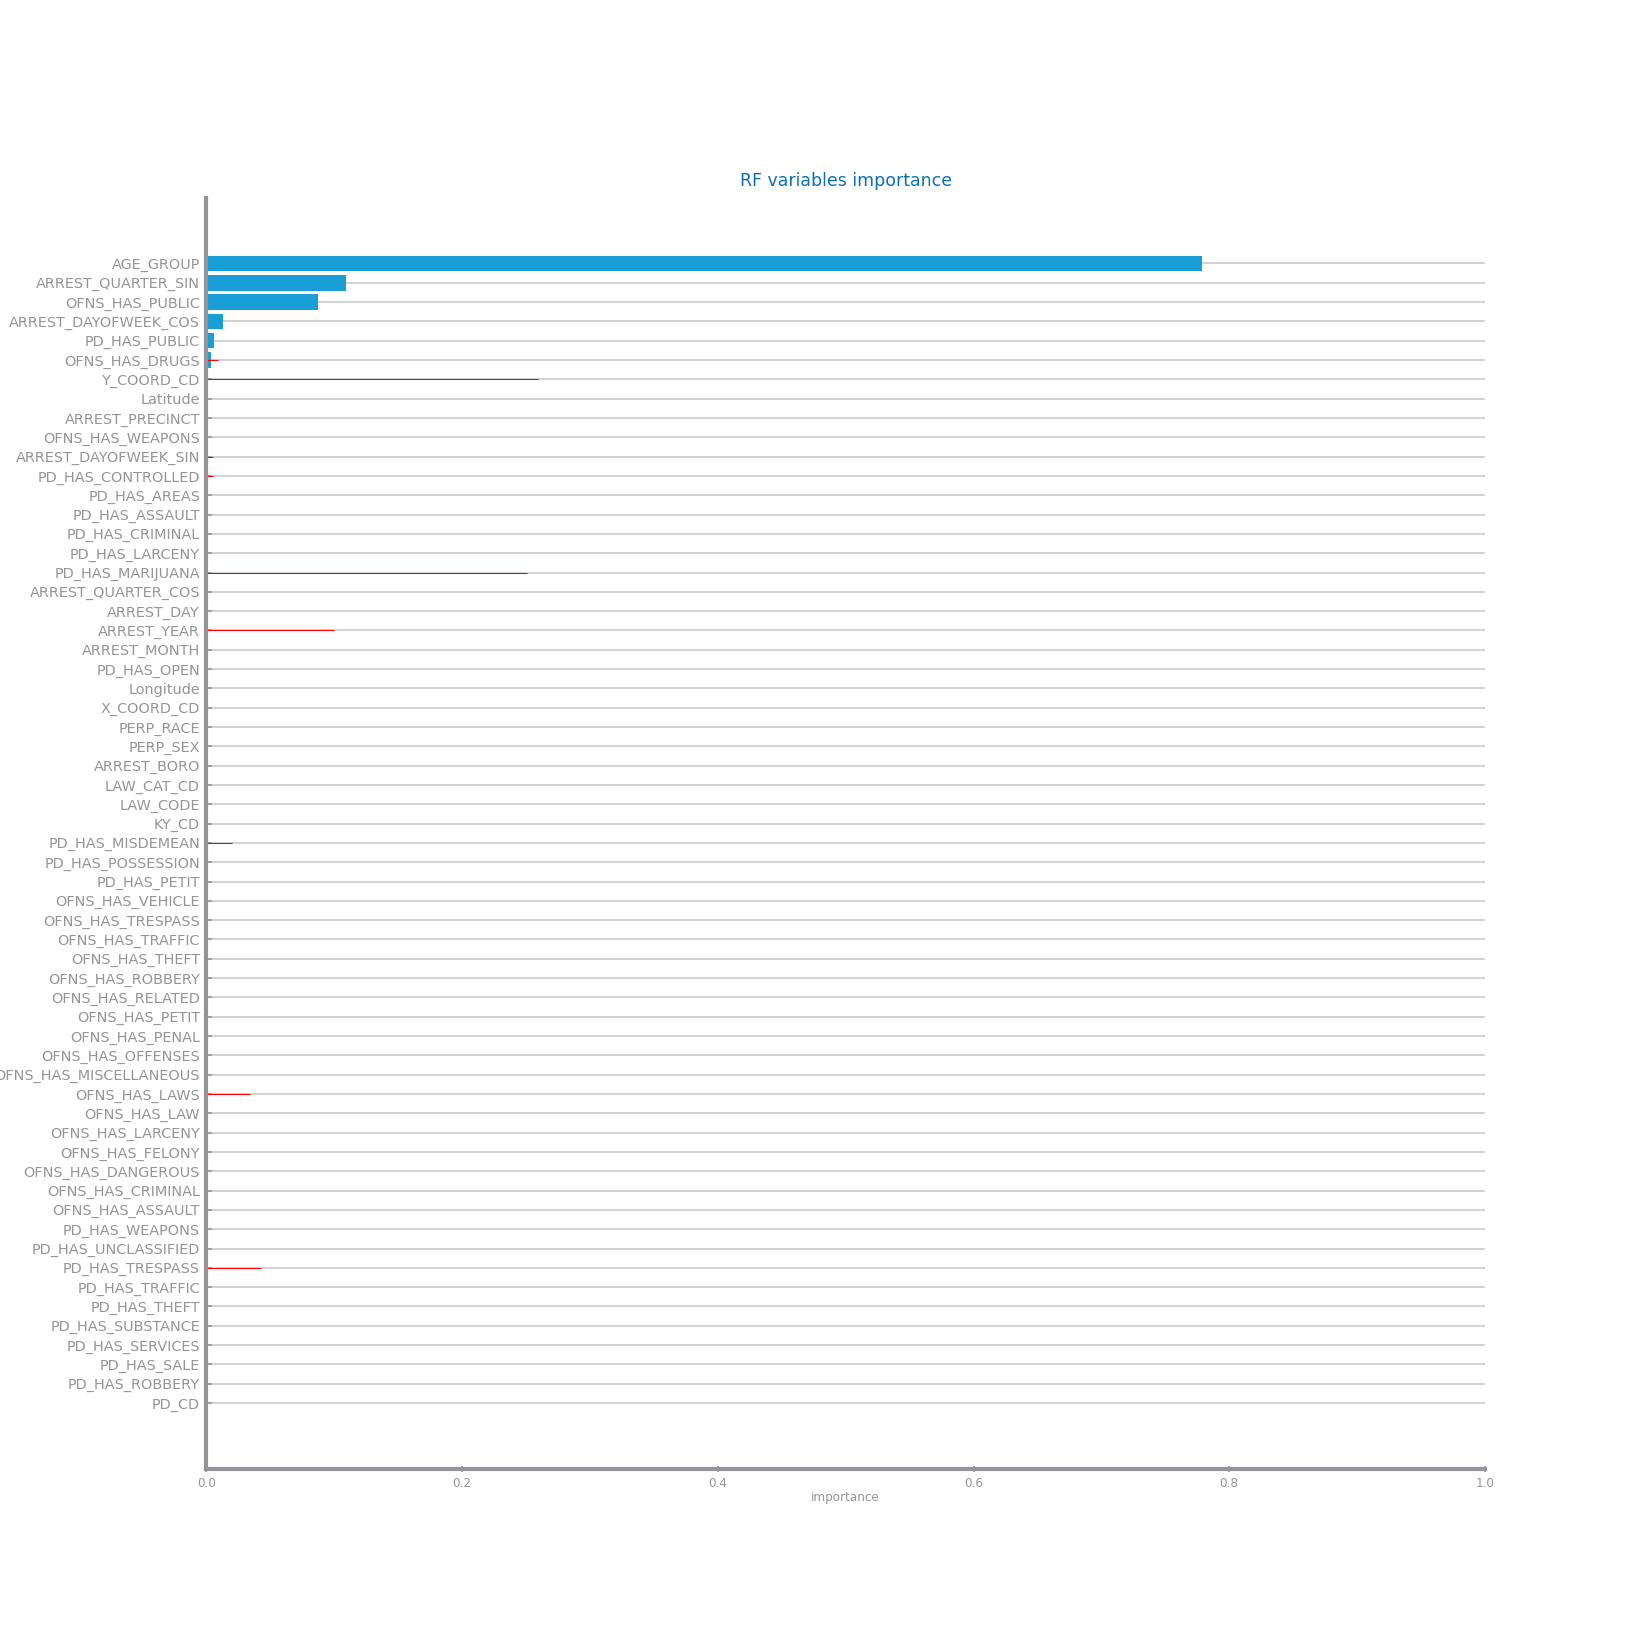 RF variables importance
AGE_GROUP
ARREST_QUARTER_SIN
OFNS_HAS_PUBLIC
ARREST_DAYOFWEEK_COS
PD_HAS_PUBLIC
OFNS_HAS_DRUGS
Y_COORD_CD
Latitude
ARREST_PRECINCT
OFNS_HAS_WEAPONS
ARREST_DAYOFWEEK_SIN
PD_HAS_CONTROLLED
PD_HAS_AREAS
PD_HAS_ASSAULT
PD_HAS_CRIMINAL
PD_HAS_LARCENY
PD_HAS_MARIJUANA
ARREST_QUARTER_COS
ARREST_DAY
ARREST_YEAR
ARREST_MONTH
PD_HAS_OPEN
Longitude
X_COORD_CD
PERP_RACE
PERP_SEX
ARREST_BORO
LAW_CAT_CD
LAW_CODE
KY_CD
PD_HAS_MISDEMEAN
PD_HAS_POSSESSION
PD_HAS_PETIT
OFNS_HAS_VEHICLE
OFNS_HAS_TRESPASS
OFNS_HAS_TRAFFIC
OFNS_HAS_THEFT
OFNS_HAS_ROBBERY
OFNS_HAS_RELATED
OFNS_HAS_PETIT
OFNS_HAS_PENAL
OFNS_HAS_OFFENSES
OFNS_HAS_MISCELLANEOUS
OFNS_HAS_LAWS
OFNS_HAS_LAW
OFNS_HAS_LARCENY
OFNS_HAS_FELONY
OFNS_HAS_DANGEROUS
OFNS_HAS_CRIMINAL
OFNS_HAS_ASSAULT
PD_HAS_WEAPONS
PD_HAS_UNCLASSIFIED
PD_HAS_TRESPASS
PD_HAS_TRAFFIC
PD_HAS_THEFT
PD_HAS_SUBSTANCE
PD_HAS_SERVICES
PD_HAS_SALE
PD_HAS_ROBBERY
PD_CD
0.0 0.2 0.4 0.6 0.8 1.0
importance